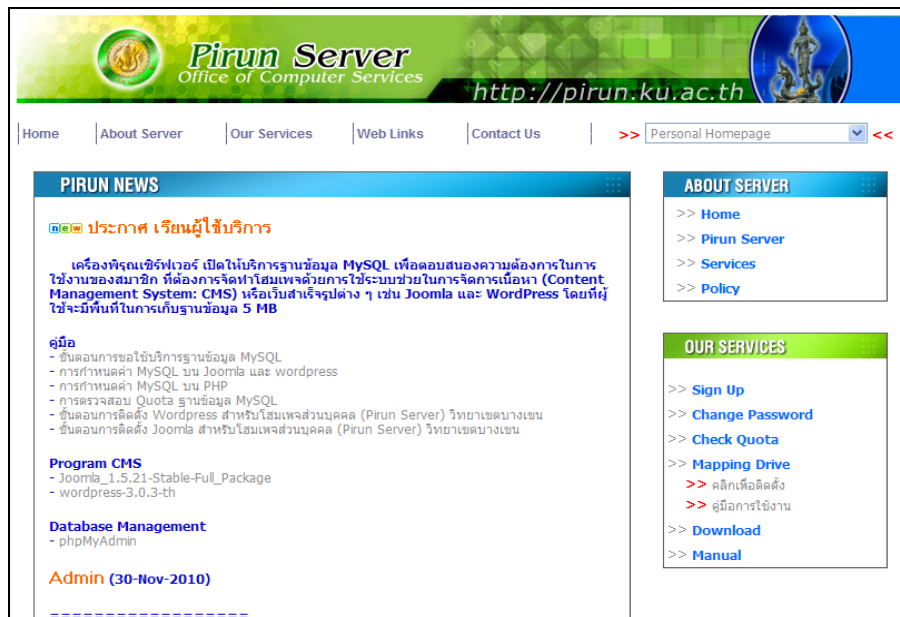 Pirun Server
Office of Computer Services
http://pirun.ku.ac.th
Home
About Server
Our Services
Web Links
Contact Us
>> Personal Homepage <<
PIRUN NEWS
new ประกาศ เรียนผู้ใช้บริการ
เครื่องพิรุณเซิร์ฟเวอร์ เปิดให้บริการฐานข้อมูล MySQL เพื่อตอบสนองความต้องการในการ
ใช้งานของสมาชิก ที่ต้องการจัดทำโฮมเพจด้วยการใช้ระบบช่วยในการจัดการเนื้อหา (Content
Management System: CMS) หรือเว็บสำเร็จรูปต่าง ๆ เช่น Joomla และ WordPress โดยที่ผู้
ใช้จะมีพื้นที่ในการเก็บฐานข้อมูล 5 MB
คู่มือ
- ขั้นตอนการขอใช้บริการฐานข้อมูล MySQL
- การกำหนดค่า MySQL บน Joomla และ wordpress
- การกำหนดค่า MySQL บน PHP
- การตรวจสอบ Quota ฐานข้อมูล MySQL
- ขั้นตอนการติดตั้ง Wordpress สำหรับโฮมเพจส่วนบุคคล (Pirun Server) วิทยาเขตบางเขน
- ขั้นตอนการติดตั้ง Joomla สำหรับโฮมเพจส่วนบุคคล (Pirun Server) วิทยาเขตบางเขน
Program CMS
- Joomla_1.5.21-Stable-Full_Package
- wordpress-3.0.3-th
Database Management
- phpMyAdmin
Admin (30-Nov-2010)
ABOUT SERVER
>> Home
>> Pirun Server
>> Services
>> Policy
OUR SERVICES
>> Sign Up
>> Change Password
>> Check Quota
>> Mapping Drive
>> คลิกเพื่อติดตั้ง
>> คู่มือการใช้งาน
>> Download
>> Manual